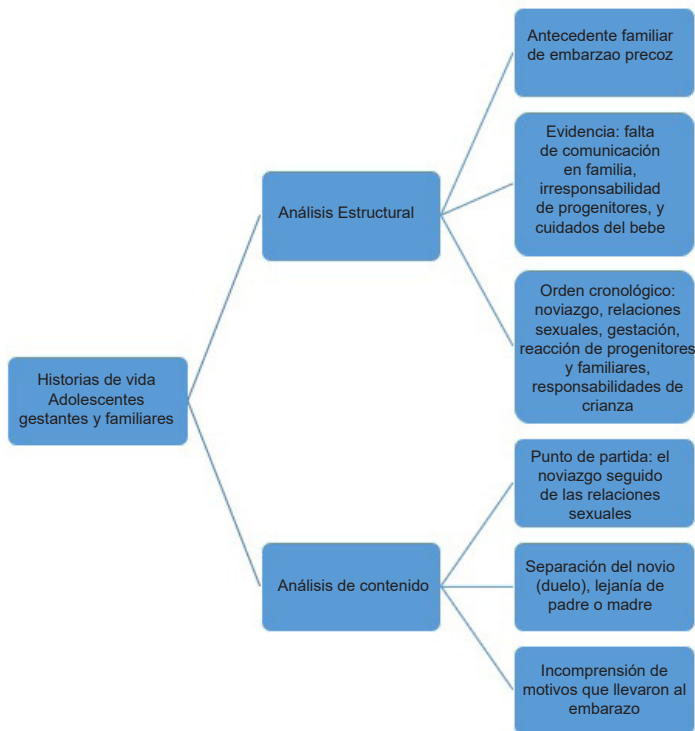 Historias de vida
Adolescentes
gestantes y familiares
Análisis Estructural
Antecedente familiar
de embarzao precoz
Evidencia: falta
de comunicación
en familia,
irresponsabilidad
de progenitores, y
cuidados del bebe
Orden cronológico:
noviazgo, relaciones
sexuales, gestación,
reacción de progenitores
y familiares,
responsabilidades de
crianza
Análisis de contenido
Punto de partida: el
noviazgo seguido
de las relaciones
sexuales
Separación del novio
(duelo), lejanía de
padre o madre
Incomprensión de
motivos que llevaron al
embarazo